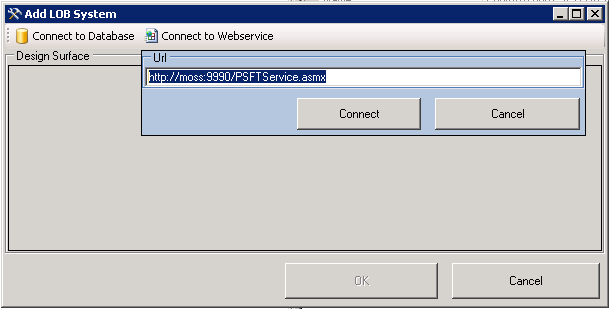 Add LOB System
Connect to Database Connect to Webservice
Design Surface
Url
http://moss:9990/PSFTService.asmx
Connect Cancel
OK Cancel